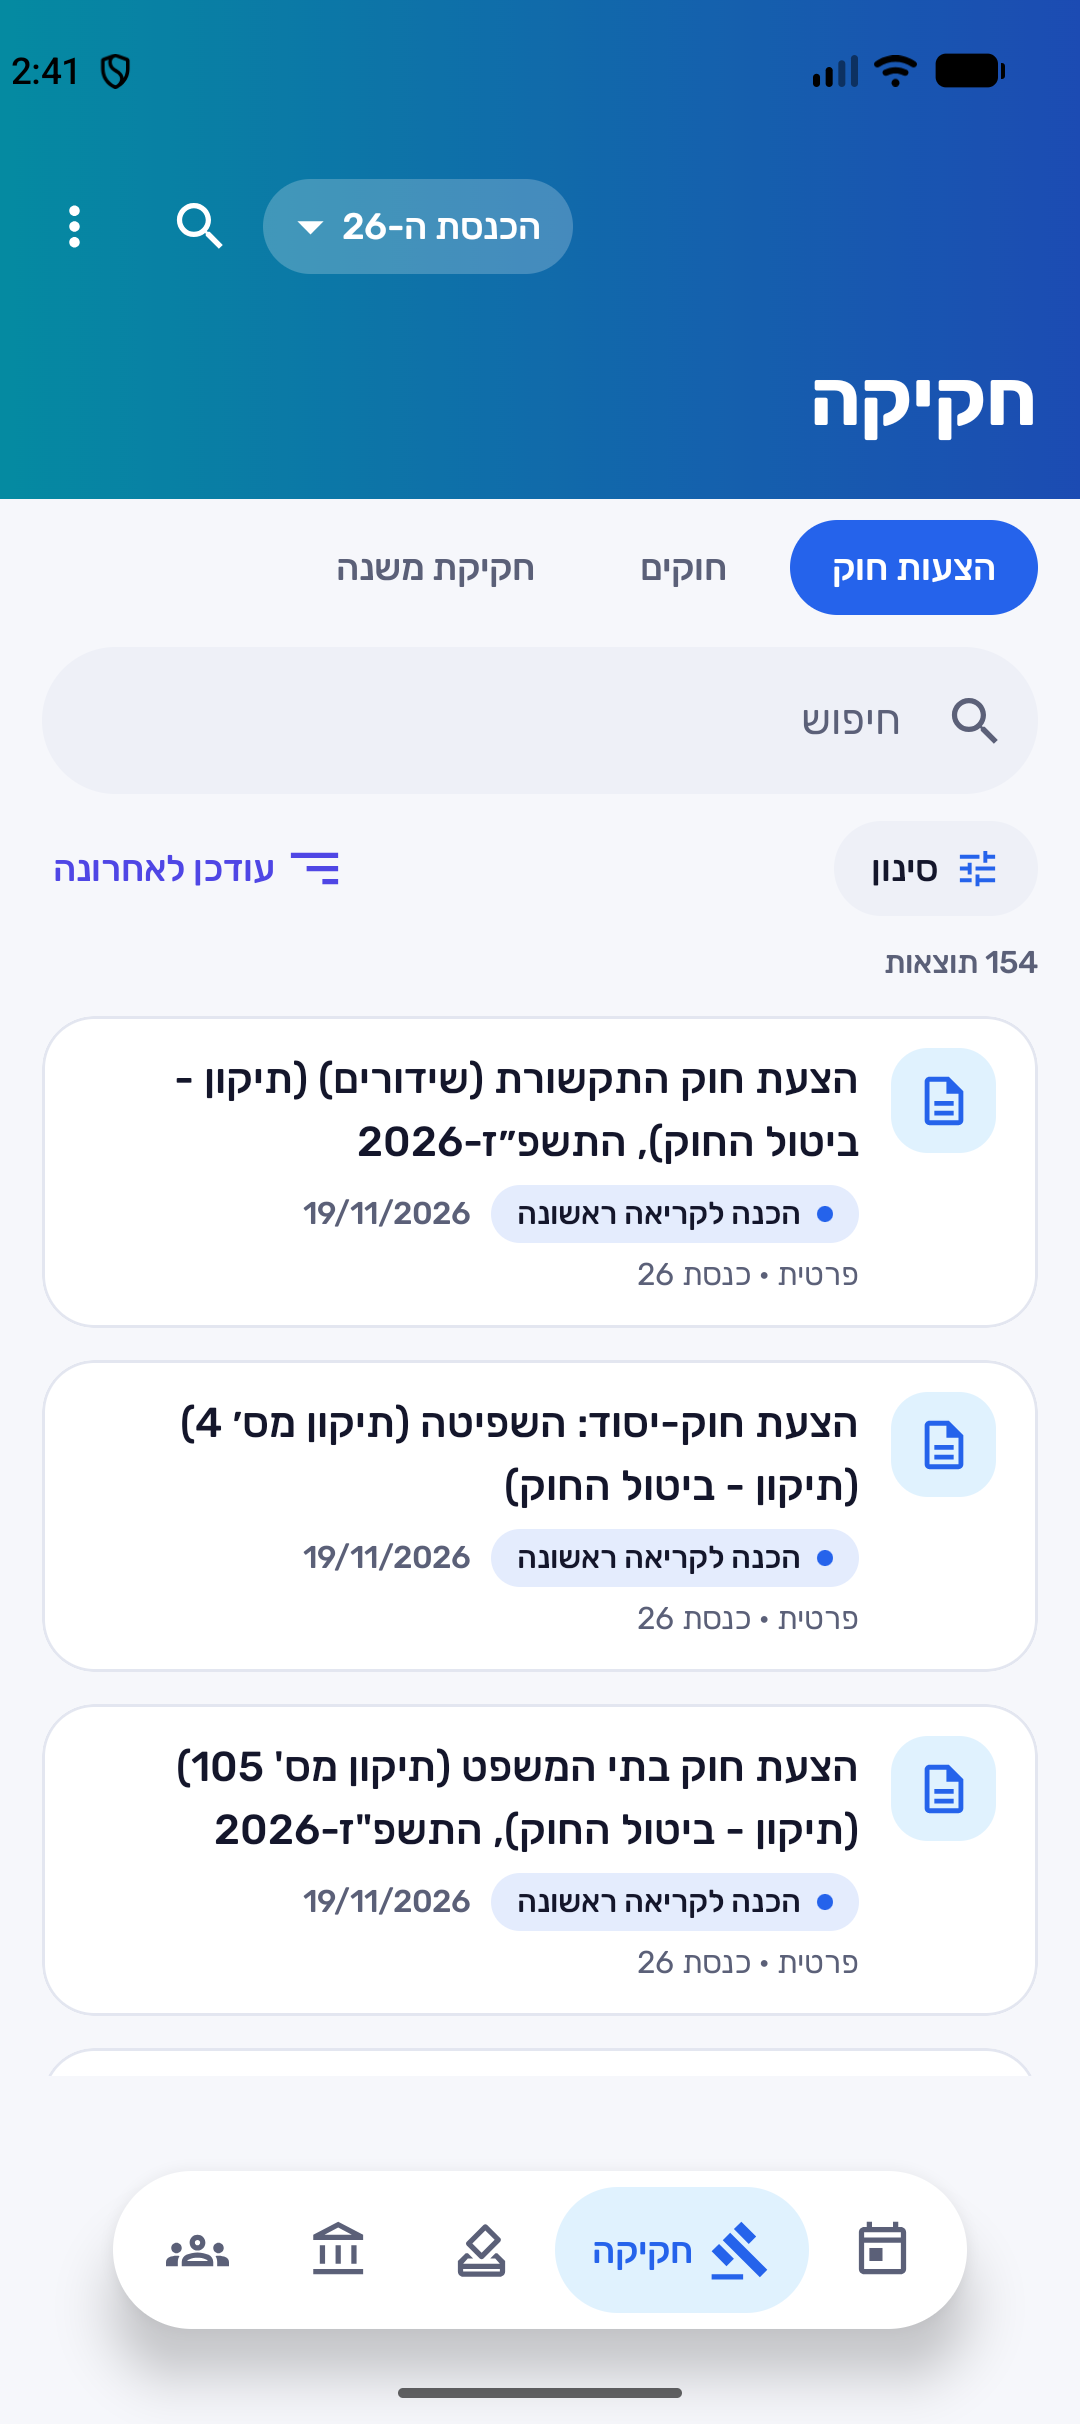 2:41
הכנסת ה-26
חקיקה
הצעות חוק
חוקים
חקיקת משנה
חיפוש
סינון
עודכן לאחרונה
154 תוצאות
הצעת חוק התקשורת (שידורים) (תיקון -
ביטול החוק), התשפ״ז-2026
הכנה לקריאה ראשונה
19/11/2026
פרטית • כנסת 26
הצעת חוק-יסוד: השפיטה (תיקון מס׳ 4)
(תיקון - ביטול החוק)
הכנה לקריאה ראשונה
19/11/2026
פרטית • כנסת 26
הצעת חוק בתי המשפט (תיקון מס' 105)
(תיקון - ביטול החוק), התשפ"ז-2026
הכנה לקריאה ראשונה
19/11/2026
פרטית • כנסת 26
חקיקה